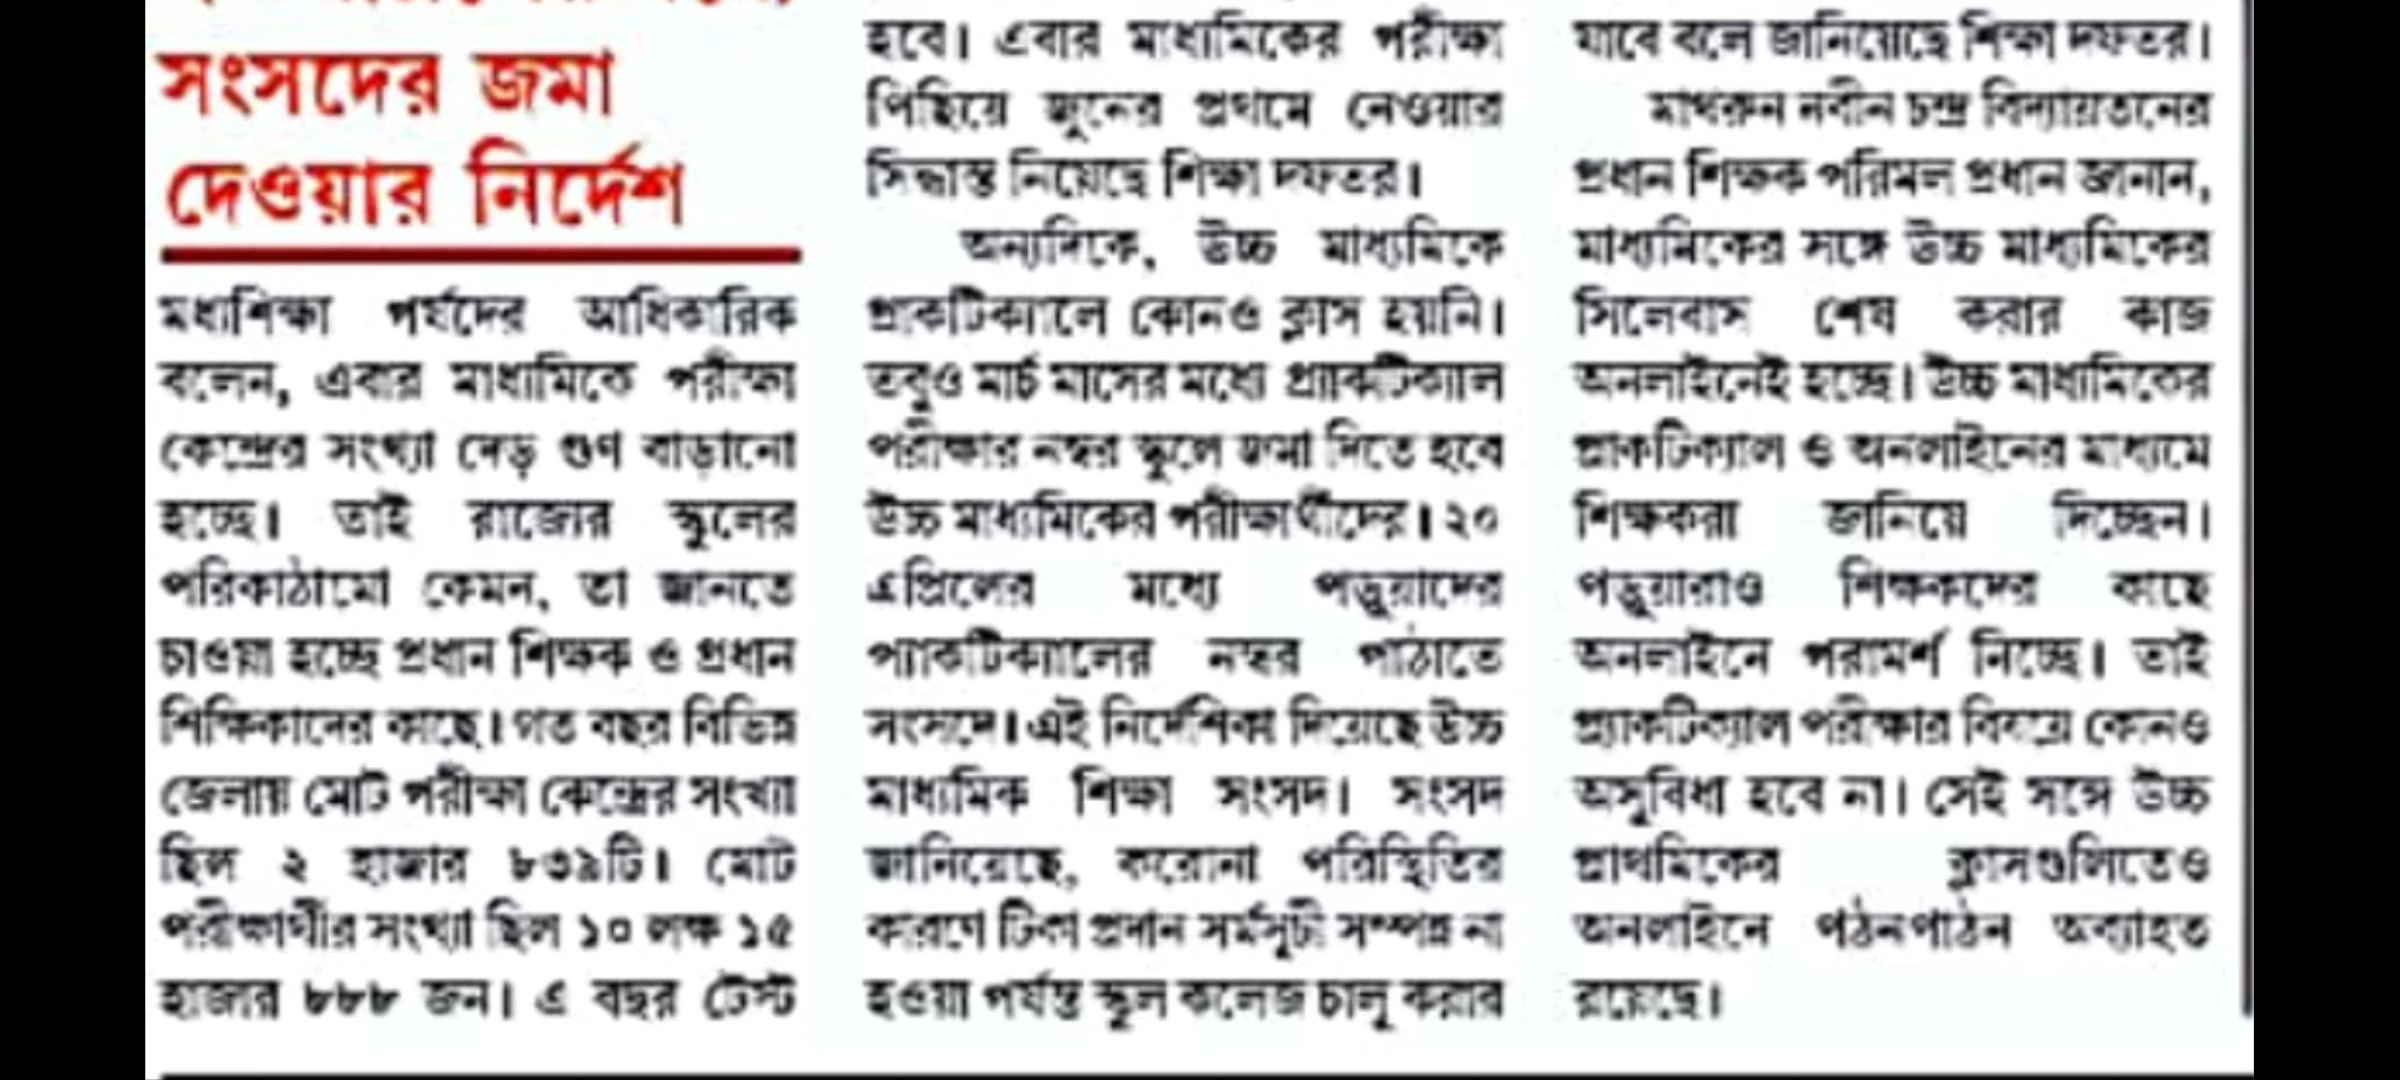 সংসদের জমা
দেওয়ার নির্দেশ
মধ্যশিক্ষা পর্ষদের আধিকারিক
বলেন, এবার মাধ্যমিকে পরীক্ষা
কেন্দ্রের সংখ্যা দেড় গুণ বাড়ানো
হচ্ছে। তাই রাজ্যের স্কুলের
পরিকাঠামো কেমন, তা জানতে
চাওয়া হচ্ছে প্রধান শিক্ষক ও প্রধান
শিক্ষিকাদের কাছে। গত বছর বিভিন্ন
জেলায় মোট পরীক্ষা কেন্দ্রের সংখ্যা
ছিল ২ হাজার ৮৩৯টি। মোট
পরীক্ষার্থীর সংখ্যা ছিল ১০ লক্ষ ১৫
হাজার ৮৮৮ জন। এ বছর টেস্ট
হবে। এবার মাধ্যমিকের পরীক্ষা
পিছিয়ে জুনের প্রথমে নেওয়ার
সিদ্ধান্ত নিয়েছে শিক্ষা দফতর।
অন্যদিকে, উচ্চ মাধ্যমিকে
প্রাকটিক্যালে কোনও ক্লাস হয়নি।
তবুও মার্চ মাসের মধ্যে প্র্যাকটিক্যাল
পরীক্ষার নম্বর স্কুলে জমা দিতে হবে
উচ্চ মাধ্যমিকের পরীক্ষার্থীদের। ২০
এপ্রিলের মধ্যে পড়ুয়াদের
প্যাকটিক্যালের নম্বর পাঠাতে
সংসদে। এই নির্দেশিকা দিয়েছে উচ্চ
মাধ্যমিক শিক্ষা সংসদ। সংসদ
জানিয়েছে, করোনা পরিস্থিতির
কারণে টিকা প্রদান সর্মসূচী সম্পন্ন না
হওয়া পর্যন্ত স্কুল কলেজ চালু করার
যাবে বলে জানিয়েছে শিক্ষা দফতর।
মাথরুন নবীন চন্দ্র বিদ্যায়তনের
প্রধান শিক্ষক পরিমল প্রধান জানান,
মাধ্যমিকের সঙ্গে উচ্চ মাধ্যমিকের
সিলেবাস শেষ করার কাজ
অনলাইনেই হচ্ছে। উচ্চ মাধ্যমিকের
প্রাকটিক্যাল ও অনলাইনের মাধ্যমে
শিক্ষকরা জানিয়ে দিচ্ছেন।
পড়ুয়ারাও শিক্ষকদের কাছে
অনলাইনে পরামর্শ নিচ্ছে। তাই
প্র্যাকটিক্যাল পরীক্ষার বিষয়ে কোনও
অসুবিধা হবে না। সেই সঙ্গে উচ্চ
প্রাথমিকের ক্লাসগুলিতেও
অনলাইনে পঠনপাঠন অব্যাহত
রয়েছে।